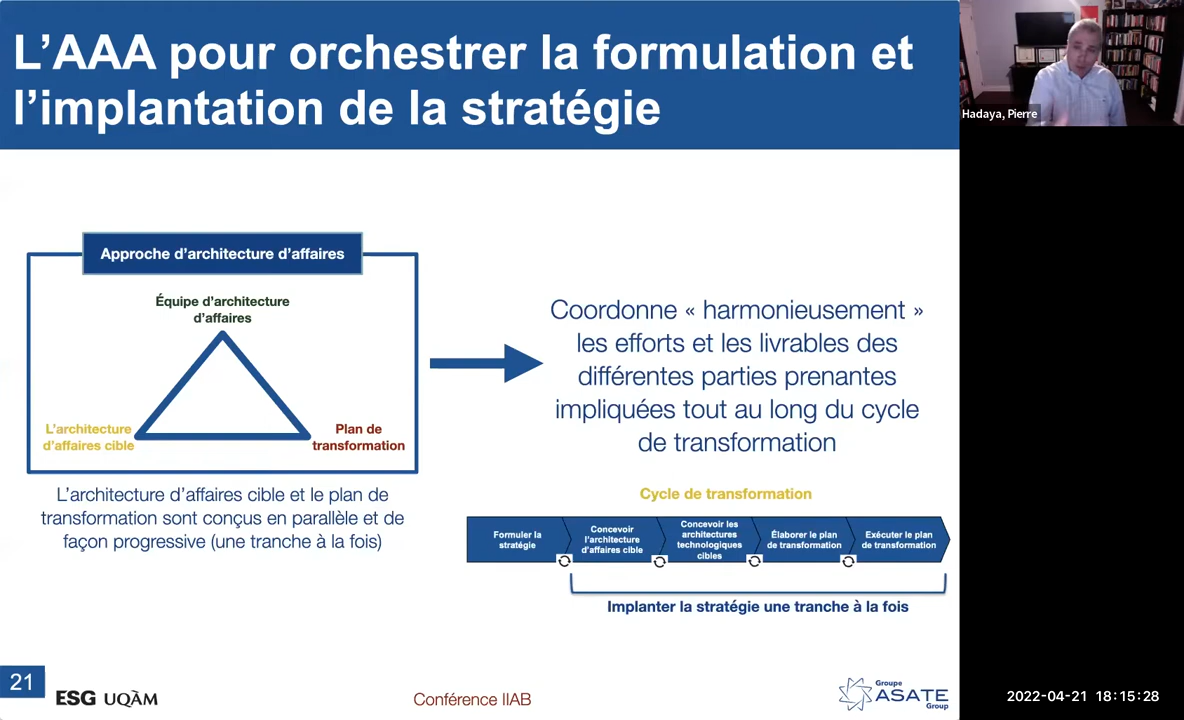 L'AAA pour orchestrer la formulation et
l'implantation de la stratégie
Hadaya, Pierre
Approche d'architecture d'affaires
Équipe d'architecture
d'affaires
L'architecture
d'affaires cible
Plan de
transformation
L'architecture d'affaires cible et le plan de
transformation sont conçus en parallèle et de
façon progressive (une tranche à la fois)
Coordonne « harmonieusement »
les efforts et les livrables des
différentes parties prenantes
impliquées tout au long du cycle
de transformation
Cycle de transformation
Formuler la
stratégie
Concevoir
l'architecture
d'affaires cible
Concevoir les
architectures
technologiques
cibles
Élaborer le plan
de transformation
Exécuter le plan
de transformation
Implanter la stratégie une tranche à la fois
21
ESG UQÀM
Conférence IIAB
Groupe
ASATE
Group
2022-04-21 18:15:28